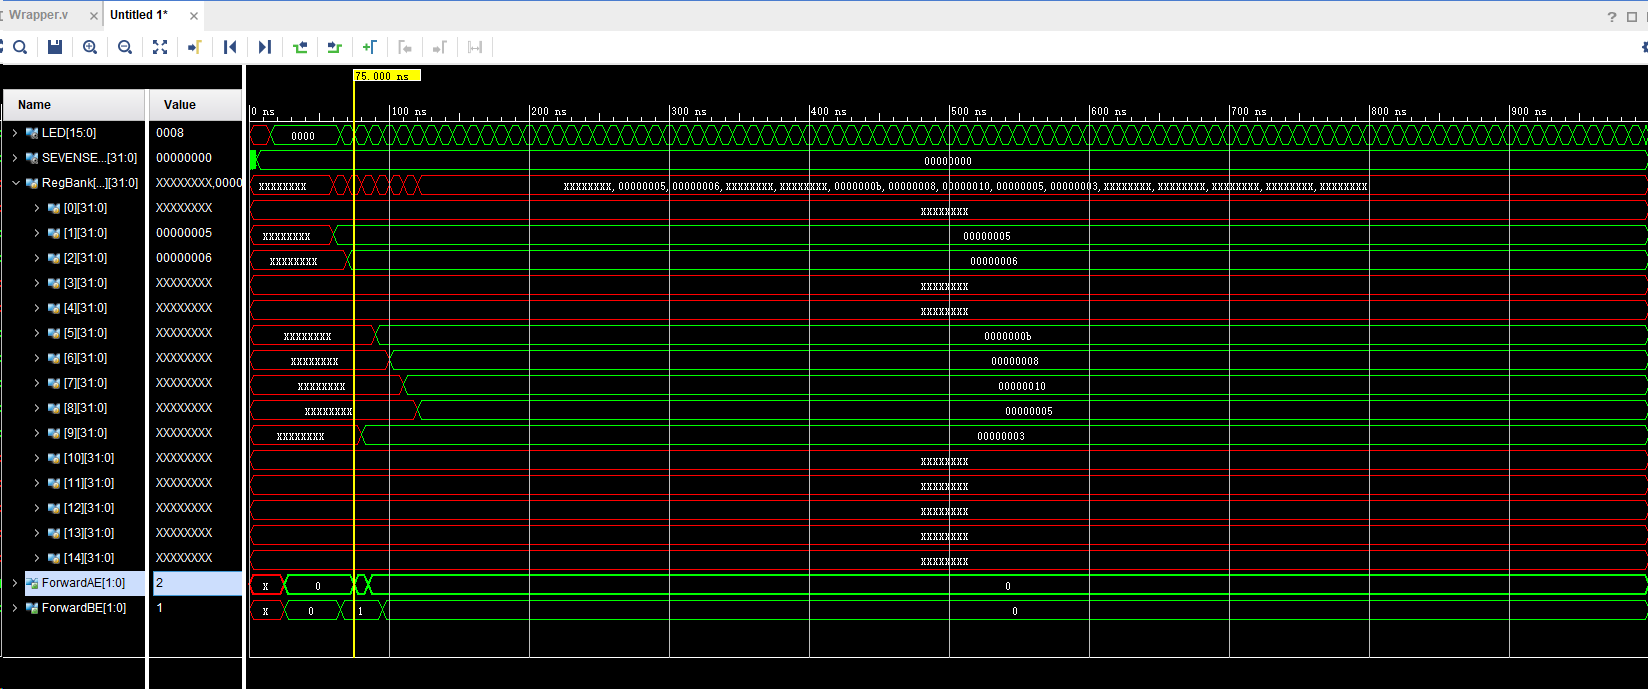 Wrapper.v × Untitled 1* × ?
75.000 ns
Name Value 0 ns 100 ns 200 ns 300 ns 400 ns 500 ns 600 ns 700 ns 800 ns 900 ns
LED[15:0] 0008 0000
SEVENSE...[31:0] 00000000 00000000
RegBank[...][31:0] XXXXXXXX,0000 XXXXXXXX XXXXXXXX,00000005,00000006,XXXXXXXX,XXXXXXXX,0000000b,00000008,00000010,00000005,00000003,XXXXXXXX,XXXXXXXX,XXXXXXXX,XXXXXXXX,XXXXXXXX
[0][31:0] XXXXXXXX XXXXXXXX
[1][31:0] 00000005 XXXXXXXX 00000005
[2][31:0] 00000006 XXXXXXXX 00000006
[3][31:0] XXXXXXXX XXXXXXXX
[4][31:0] XXXXXXXX XXXXXXXX
[5][31:0] XXXXXXXX XXXXXXXX 0000000b
[6][31:0] XXXXXXXX XXXXXXXX 00000008
[7][31:0] XXXXXXXX XXXXXXXX 00000010
[8][31:0] XXXXXXXX XXXXXXXX 00000005
[9][31:0] XXXXXXXX XXXXXXXX 00000003
[10][31:0] XXXXXXXX XXXXXXXX
[11][31:0] XXXXXXXX XXXXXXXX
[12][31:0] XXXXXXXX XXXXXXXX
[13][31:0] XXXXXXXX XXXXXXXX
[14][31:0] XXXXXXXX XXXXXXXX
ForwardAE[1:0] 2 X 0 0
ForwardBE[1:0] 1 X 0 1 0